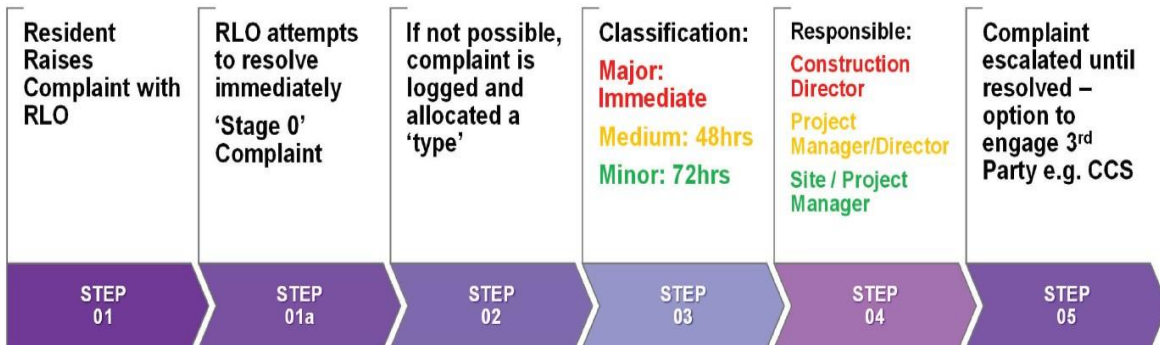 Resident
Raises
Complaint with
RLO
STEP
01
RLO attempts
to resolve
immediately
‘Stage 0’
Complaint
STEP
01a
If not possible,
complaint is
logged and
allocated a
‘type’
STEP
02
Classification:
Major:
Immediate
Medium: 48hrs
Minor: 72hrs
STEP
03
Responsible:
Construction
Director
Project
Manager/Director
Site / Project
Manager
STEP
04
Complaint
escalated until
resolved –
option to
engage 3rd
Party e.g. CCS
STEP
05